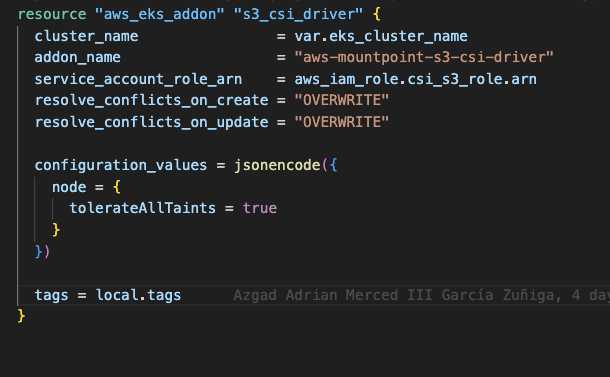 resource "aws_eks_addon" "s3_csi_driver" {
  cluster_name                = var.eks_cluster_name
  addon_name                  = "aws-mountpoint-s3-csi-driver"
  service_account_role_arn    = aws_iam_role.csi_s3_role.arn
  resolve_conflicts_on_create = "OVERWRITE"
  resolve_conflicts_on_update = "OVERWRITE"

  configuration_values = jsonencode({
    node = {
      tolerateAllTaints = true
    }
  })

  tags = local.tags      Azgad Adrian Merced III García Zuñiga, 4 day
}